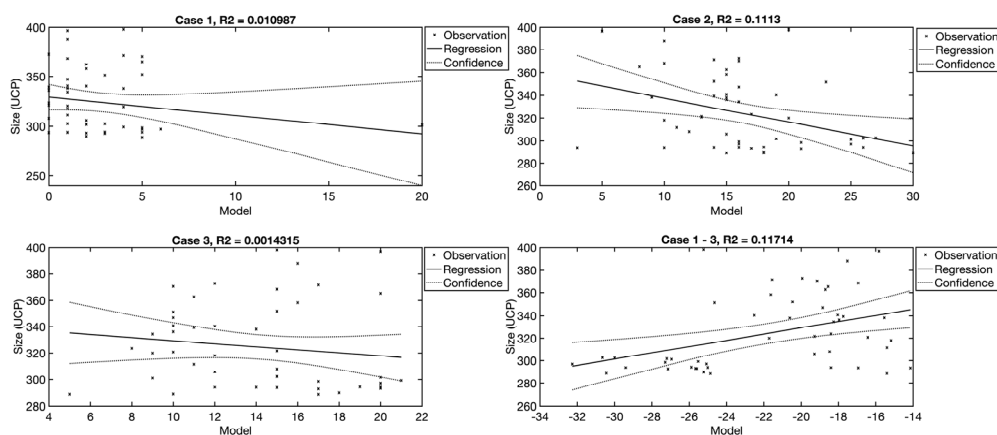 Case 1, R2 = 0.010987
400
350
300
250
Size (UCP)
0 5 10 15 20
Model
Observation
Regression
Confidence
Case 2, R2 = 0.1113
400
380
360
340
320
300
280
260
Size (UCP)
0 5 10 15 20 25 30
Model
Observation
Regression
Confidence
Case 3, R2 = 0.0014315
400
380
360
340
320
300
280
260
Size (UCP)
4 6 8 10 12 14 16 18 20 22
Model
Observation
Regression
Confidence
Case 1 - 3, R2 = 0.11714
400
380
360
340
320
300
280
260
Size (UCP)
-34 -32 -30 -28 -26 -24 -22 -20 -18 -16 -14
Model
Observation
Regression
Confidence